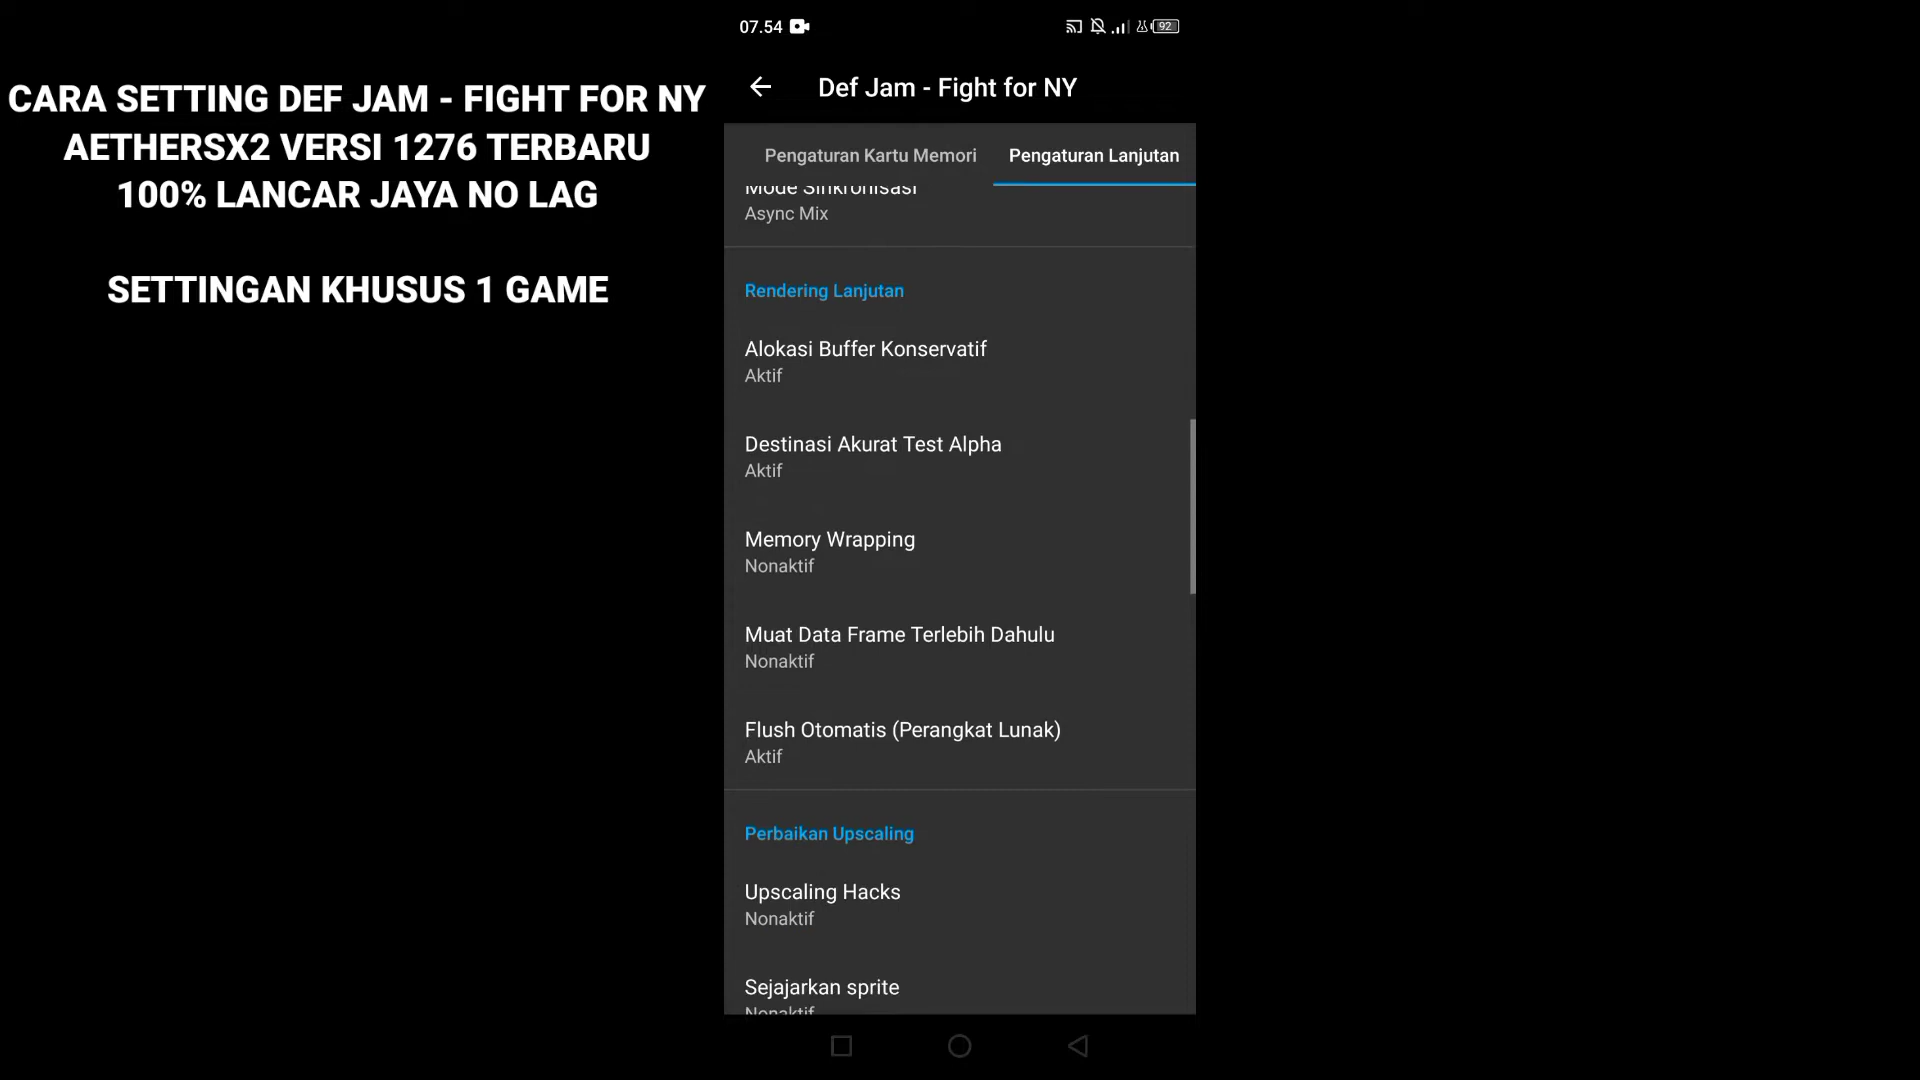 CARA SETTING DEF JAM - FIGHT FOR NY
AETHERSX2 VERSI 1276 TERBARU
100% LANCAR JAYA NO LAG
SETTINGAN KHUSUS 1 GAME
07.54
92
Def Jam - Fight for NY
Pengaturan Kartu Memori
Pengaturan Lanjutan
Mode Sinkronisasi
Async Mix
Rendering Lanjutan
Alokasi Buffer Konservatif
Aktif
Destinasi Akurat Test Alpha
Aktif
Memory Wrapping
Nonaktif
Muat Data Frame Terlebih Dahulu
Nonaktif
Flush Otomatis (Perangkat Lunak)
Aktif
Perbaikan Upscaling
Upscaling Hacks
Nonaktif
Sejajarkan sprite
Nonaktif